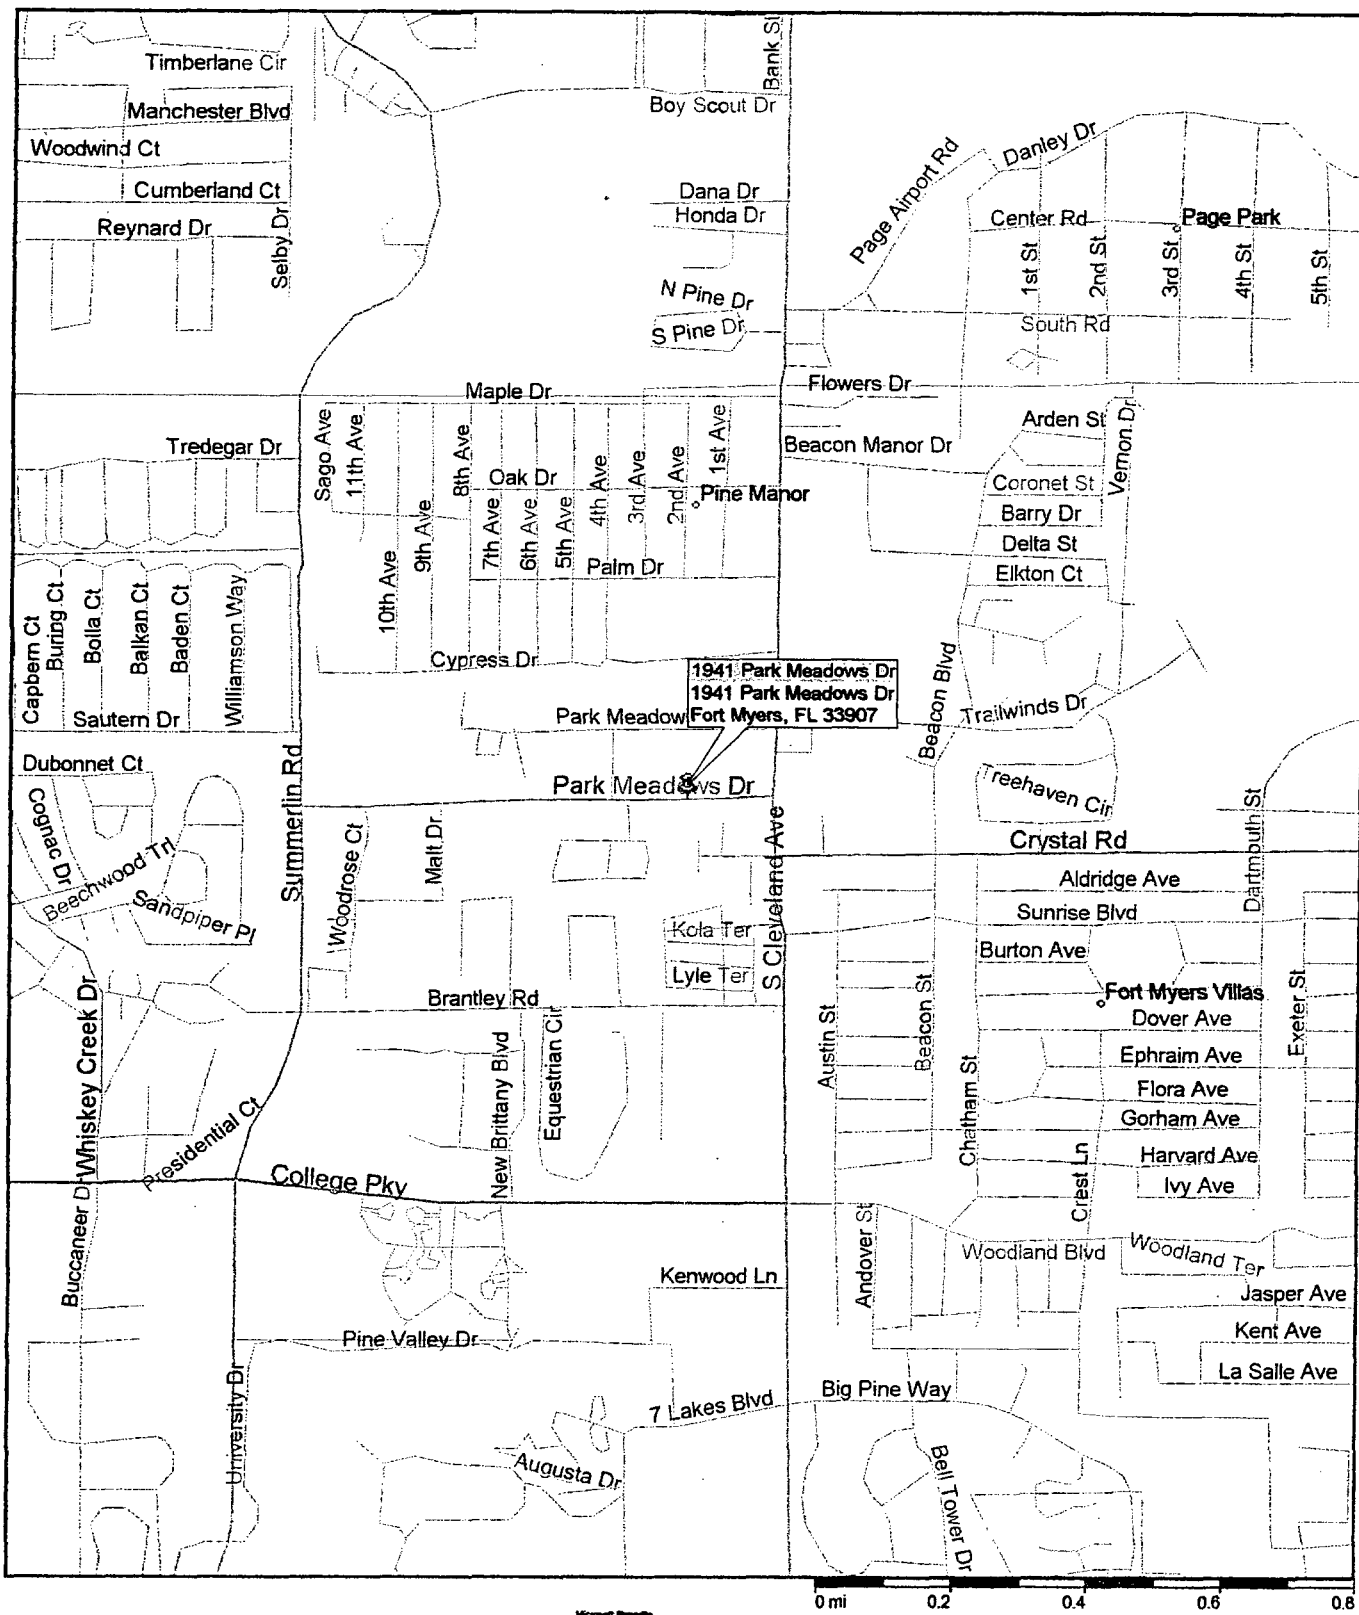 Timberlane Cir
Bank St
Manchester Blvd
Boy Scout Dr
Woodwind Ct
Danley Dr
Page Airport Rd
Cumberland Ct
Dana Dr
Honda Dr
Reynard Dr
Selby Dr
Center Rd
Page Park
1st St
2nd St
3rd St
4th St
5th St
N Pine Dr
S Pine Dr
South Rd
Maple Dr
Flowers Dr
Tredegar Dr
Sago Ave
11th Ave
10th Ave
9th Ave
8th Ave
Oak Dr
7th Ave
6th Ave
5th Ave
4th Ave
3rd Ave
2nd Ave
1st Ave
Pine Manor
Palm Dr
Beacon Manor Dr
Arden St
Vernon Dr
Coronet St
Barry Dr
Delta St
Elkton Ct
Capbern Ct
Buring Ct
Bolla Ct
Balkan Ct
Baden Ct
Williamson Way
Sautern Dr
Cypress Dr
1941 Park Meadows Dr
1941 Park Meadows Dr
Fort Myers, FL 33907
Park Meadow
Beacon Blvd
Trailwinds Dr
Dubonnet Ct
Cognac Dr
Beechwood Trl
Sandpiper Pl
Summerlin Rd
Park Meadows Dr
Woodrose Ct
Malt Dr
S Cleveland Ave
Treehaven Cir
Dartmouth St
Crystal Rd
Aldridge Ave
Sunrise Blvd
Kola Ter
Burton Ave
Lyle Ter
Brantley Rd
Fort Myers Villas
Dover Ave
Exeter St
Whiskey Creek Dr
New Brittany Blvd
Equestrian Cir
Austin St
Beacon St
Chatham St
Ephraim Ave
Flora Ave
Gorham Ave
Harvard Ave
Ivy Ave
Crest Ln
Presidential Ct
College Pky
Buccaneer Dr
Andover St
Woodland Blvd
Woodland Ter
Kenwood Ln
Jasper Ave
Pine Valley Dr
Kent Ave
La Salle Ave
University Dr
7 Lakes Blvd
Big Pine Way
Augusta Dr
Bell Tower Dr
0 mi
0.2
0.4
0.6
0.8